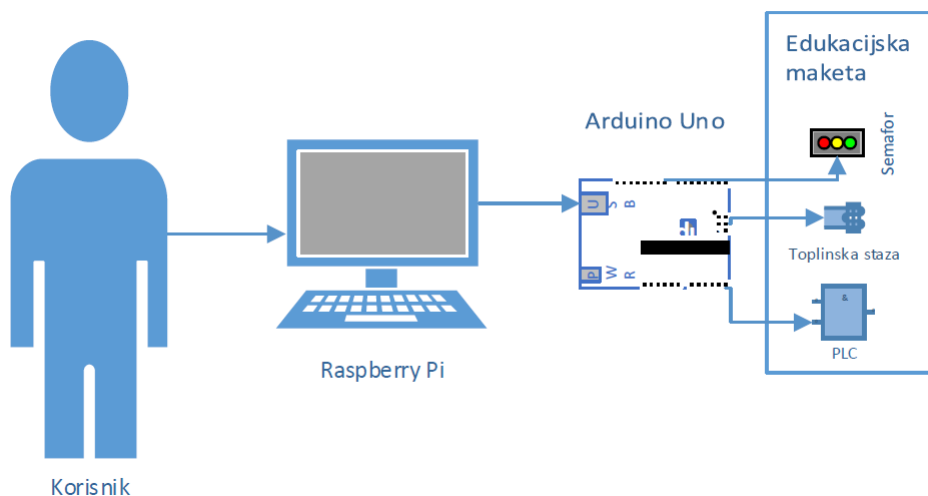 Edukacijska
maketa
Arduino Uno
Semafor
U S B
P W R
Toplinska staza
&
PLC
Raspberry Pi
Korisnik